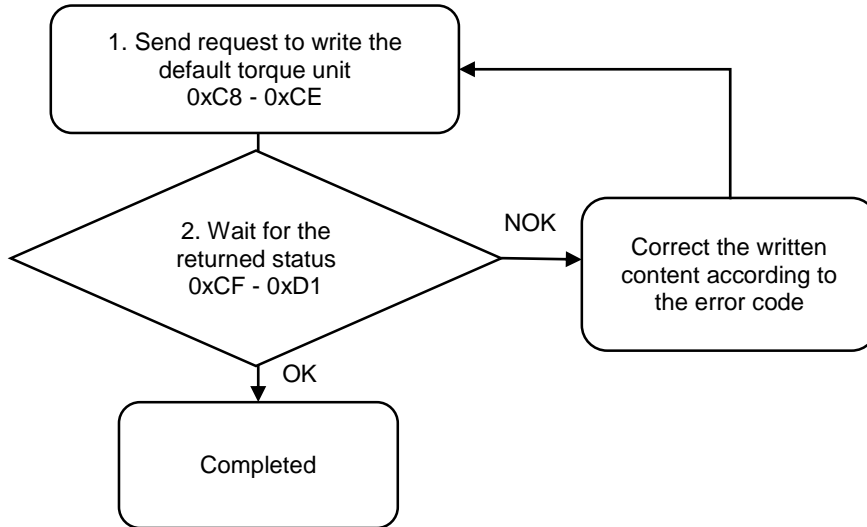 1. Send request to write the
default torque unit
0xC8 - 0xCE
2. Wait for the
returned status
0xCF - 0xD1
NOK
Correct the written
content according to
the error code
OK
Completed